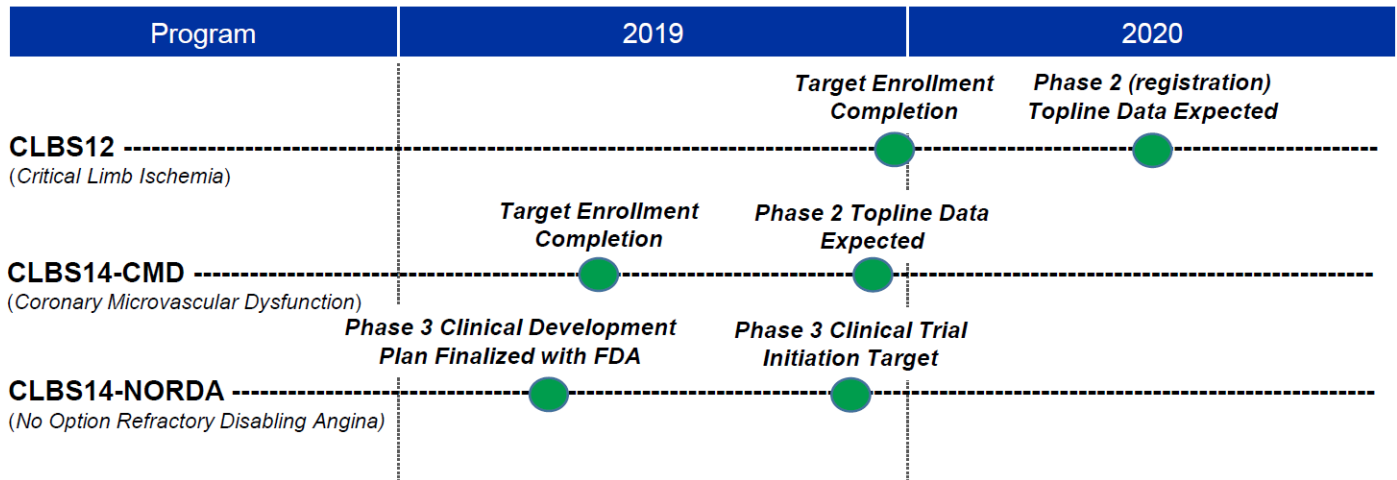 Program 2019 2020
Target Enrollment
Completion
Phase 2 (registration)
Topline Data Expected
CLBS12
(Critical Limb Ischemia)
Target Enrollment
Completion
Phase 2 Topline Data
Expected
CLBS14-CMD
(Coronary Microvascular Dysfunction)
Phase 3 Clinical Development
Plan Finalized with FDA
Phase 3 Clinical Trial
Initiation Target
CLBS14-NORDA
(No Option Refractory Disabling Angina)